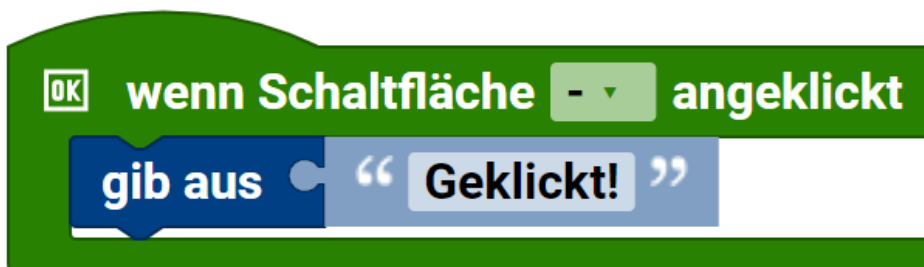 OK wenn Schaltfläche - ▾ angeklickt
gib aus “ Geklickt! ”